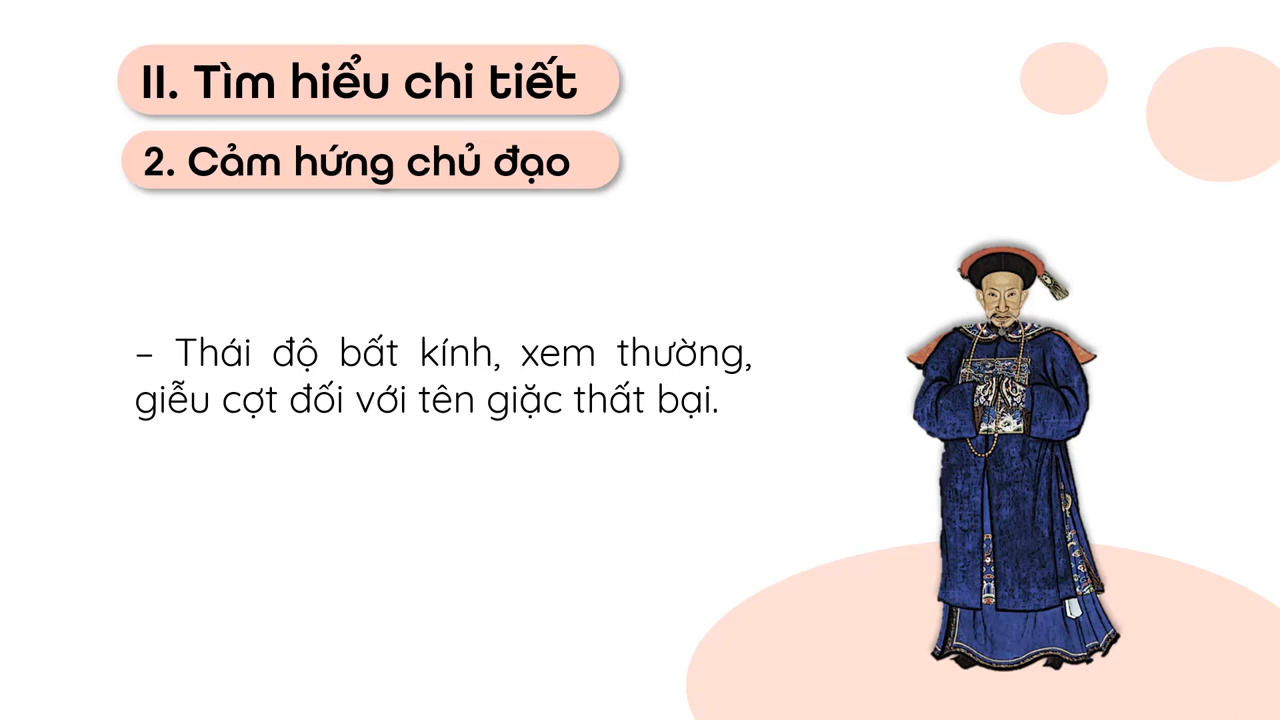 II. Tìm hiểu chi tiết
2. Cảm hứng chủ đạo
– Thái độ bất kính, xem thường,
giễu cợt đối với tên giặc thất bại.